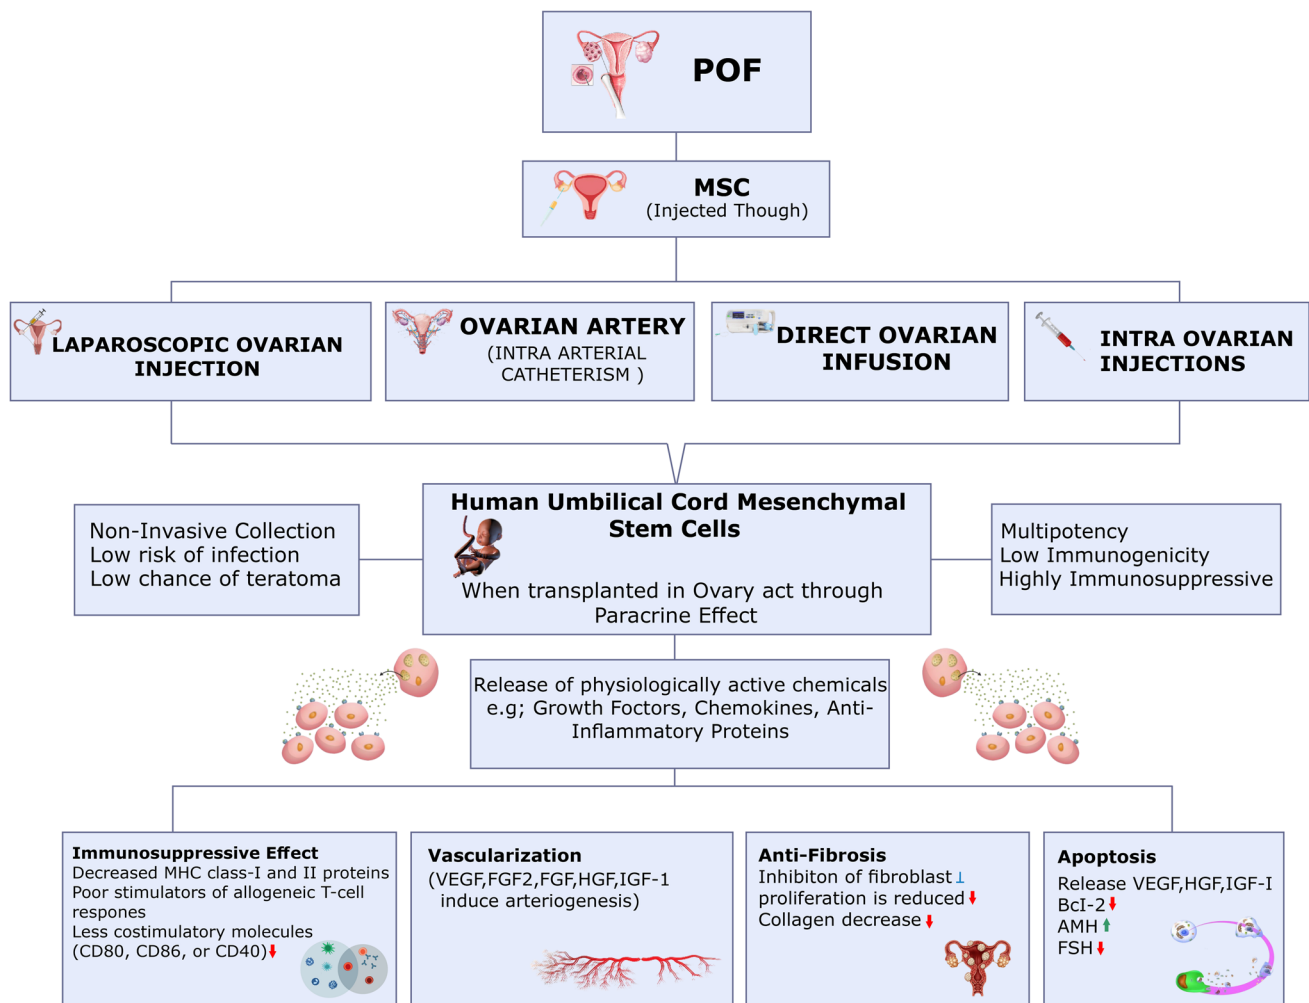 POF
MSC
(Injected Though)
LAPAROSCOPIC OVARIAN
INJECTION
OVARIAN ARTERY
(INTRA ARTERIAL
CATHETERISM )
DIRECT OVARIAN
INFUSION
INTRA OVARIAN
INJECTIONS
Non-Invasive Collection
Low risk of infection
Low chance of teratoma
Human Umbilical Cord Mesenchymal
Stem Cells
When transplanted in Ovary act through
Paracrine Effect
Multipotency
Low Immunogenicity
Highly Immunosuppressive
Release of physiologically active chemicals
e.g; Growth Foctors, Chemokines, Anti-
Inflammatory Proteins
Immunosuppressive Effect
Decreased MHC class-I and II proteins
Poor stimulators of allogeneic T-cell
respones
Less costimulatory molecules
(CD80, CD86, or CD40)
Vascularization
(VEGF,FGF2,FGF,HGF,IGF-1
induce arteriogenesis)
Anti-Fibrosis
Inhibiton of fibroblast
proliferation is reduced
Collagen decrease
Apoptosis
Release VEGF,HGF,IGF-I
BcI-2
AMH
FSH